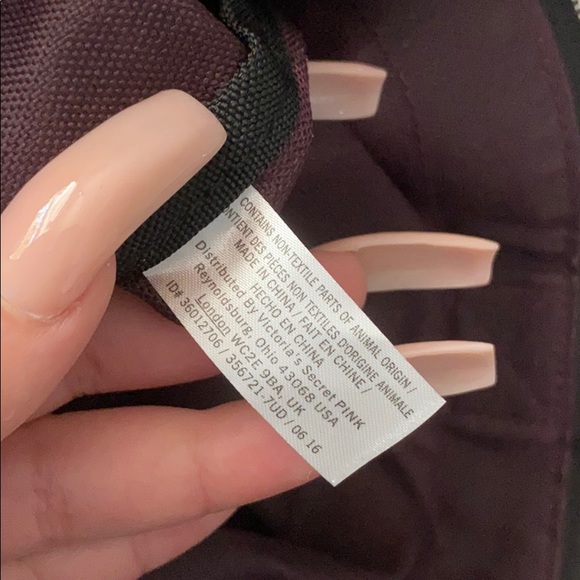 CONTAINS NON-TEXTILE PARTS OF ANIMAL ORIGIN /
CONTIENT DES PIÈCES NON TEXTILES D'ORIGINE ANIMALE
MADE IN CHINA / FAIT EN CHINE /
HECHO EN CHINA
Distributed By Victoria's Secret PINK
Reynoldsburg, Ohio 43068 USA
London WC2E 9BA, UK
ID# 36012706 / 356721-7UD / 06 16